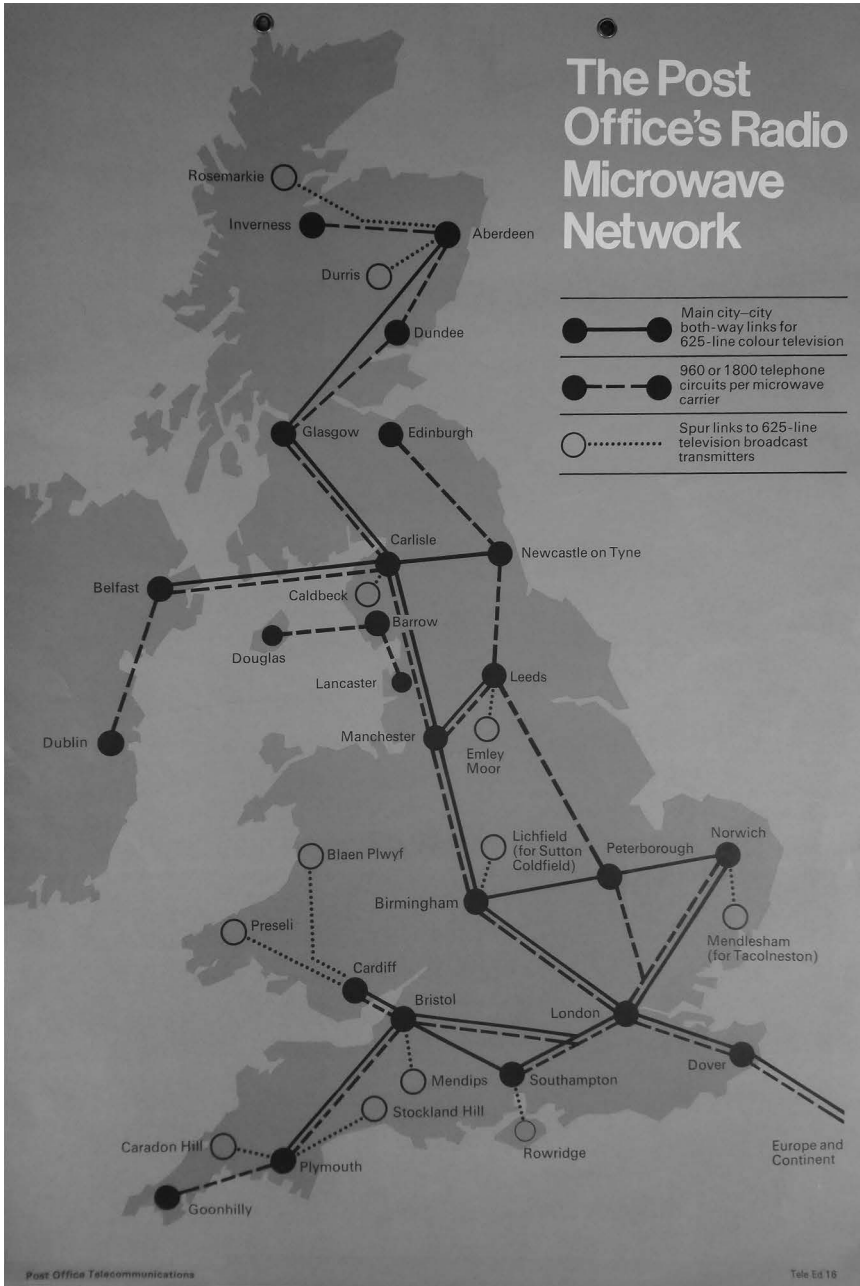 The Post
Office's Radio
Microwave
Network
Main city–city
both-way links for
625-line colour television
960 or 1800 telephone
circuits per microwave
carrier
Spur links to 625-line
television broadcast
transmitters
Rosemarkie
Inverness
Aberdeen
Durris
Dundee
Glasgow
Edinburgh
Carlisle
Newcastle on Tyne
Belfast
Caldbeck
Barrow
Douglas
Lancaster
Leeds
Dublin
Manchester
Emley
Moor
Lichfield
(for Sutton
Coldfield)
Norwich
Peterborough
Blaen Plwyf
Birmingham
Preseli
Mendlesham
(for Tacolneston)
Cardiff
Bristol
London
Dover
Mendips
Southampton
Stockland Hill
Caradon Hill
Rowridge
Europe and
Continent
Plymouth
Goonhilly
Post Office Telecommunications
Tele Ed 16